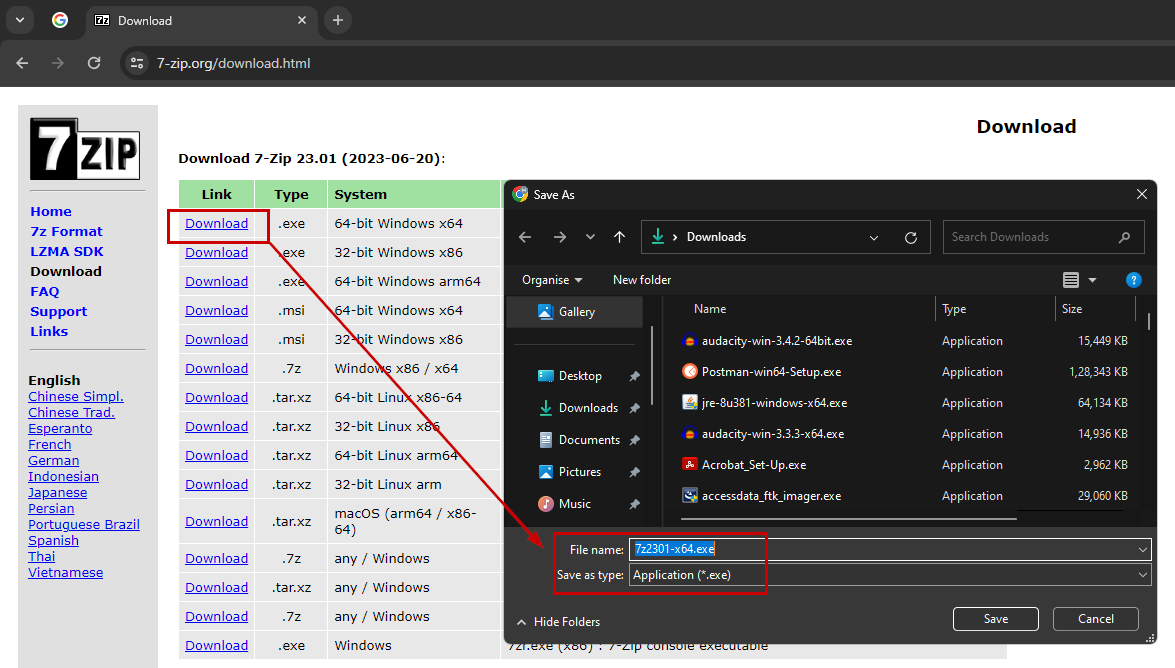 Download
7-zip.org/download.html
7z
7 ZIP
Home
7z Format
LZMA SDK
Download
FAQ
Support
Links
English
Chinese Simpl.
Chinese Trad.
Esperanto
French
German
Indonesian
Japanese
Persian
Portuguese Brazil
Spanish
Thai
Vietnamese
Download
Download 7-Zip 23.01 (2023-06-20):
Link Type System
Download .exe 64-bit Windows x64
Download .exe 32-bit Windows x86
Download .exe 64-bit Windows arm64
Download .msi 64-bit Windows x64
Download .msi 32-bit Windows x86
Download .7z Windows x86 / x64
Download .tar.xz 64-bit Linux x86-64
Download .tar.xz 32-bit Linux x86
Download .tar.xz 64-bit Linux arm64
Download .tar.xz 32-bit Linux arm
Download .tar.xz macOS (arm64 / x86-
64)
Download .7z any / Windows
Download .tar.xz any / Windows
Download .7z any / Windows
Download .exe Windows 7zr.exe (x86) : 7-Zip console executable
Save As
Downloads
Search Downloads
Organise New folder
Gallery
Desktop
Downloads
Documents
Pictures
Music
Name Type Size
audacity-win-3.4.2-64bit.exe Application 15,449 KB
Postman-win64-Setup.exe Application 1,28,343 KB
jre-8u381-windows-x64.exe Application 64,134 KB
audacity-win-3.3.3-x64.exe Application 14,936 KB
Acrobat_Set-Up.exe Application 2,962 KB
accessdata_ftk_imager.exe Application 29,060 KB
File name: 7z2301-x64.exe
Save as type: Application (*.exe)
Hide Folders
Save Cancel